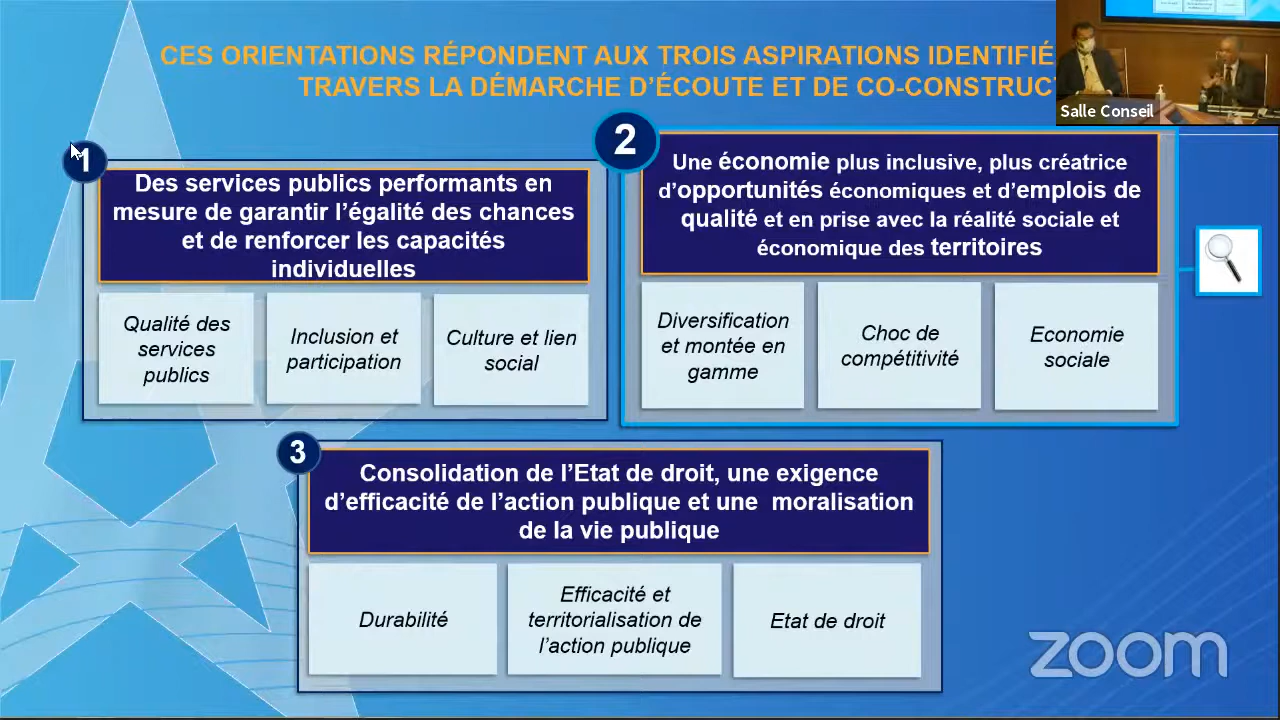 CES ORIENTATIONS RÉPONDENT AUX TROIS ASPIRATIONS
TRAVERS LA DÉMARCHE D’ÉCOUTE ET DE
Salle Conseil
1
Des services publics performants en
mesure de garantir l’égalité des chances
et de renforcer les capacités
individuelles
Qualité des
services
publics
Inclusion et
participation
Culture et lien
social
2
Une économie plus inclusive, plus créatrice
d’opportunités économiques et d’emplois de
qualité et en prise avec la réalité sociale et
économique des territoires
Diversification
et montée en
gamme
Choc de
compétitivité
Economie
sociale
3
Consolidation de l’Etat de droit, une exigence
d’efficacité de l’action publique et une moralisation
de la vie publique
Durabilité
Efficacité et
territorialisation de
l’action publique
Etat de droit
zoom